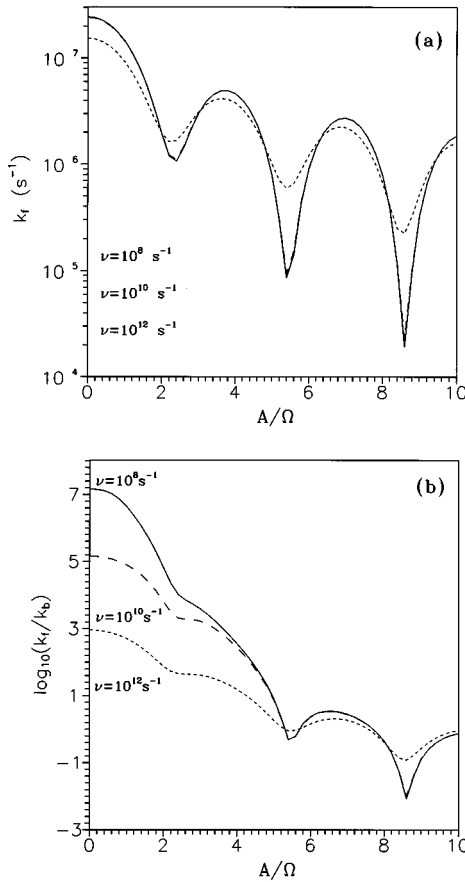 (a)
10⁷
10⁶
10⁵
10⁴
k_f (s⁻¹)
ν=10⁸ s⁻¹
ν=10¹⁰ s⁻¹
ν=10¹² s⁻¹
0 2 4 6 8 10
A/Ω
(b)
7
5
3
1
−1
−3
log₁₀(k_f/k_b)
ν=10⁸s⁻¹
ν=10¹⁰s⁻¹
ν=10¹²s⁻¹
0 2 4 6 8 10
A/Ω